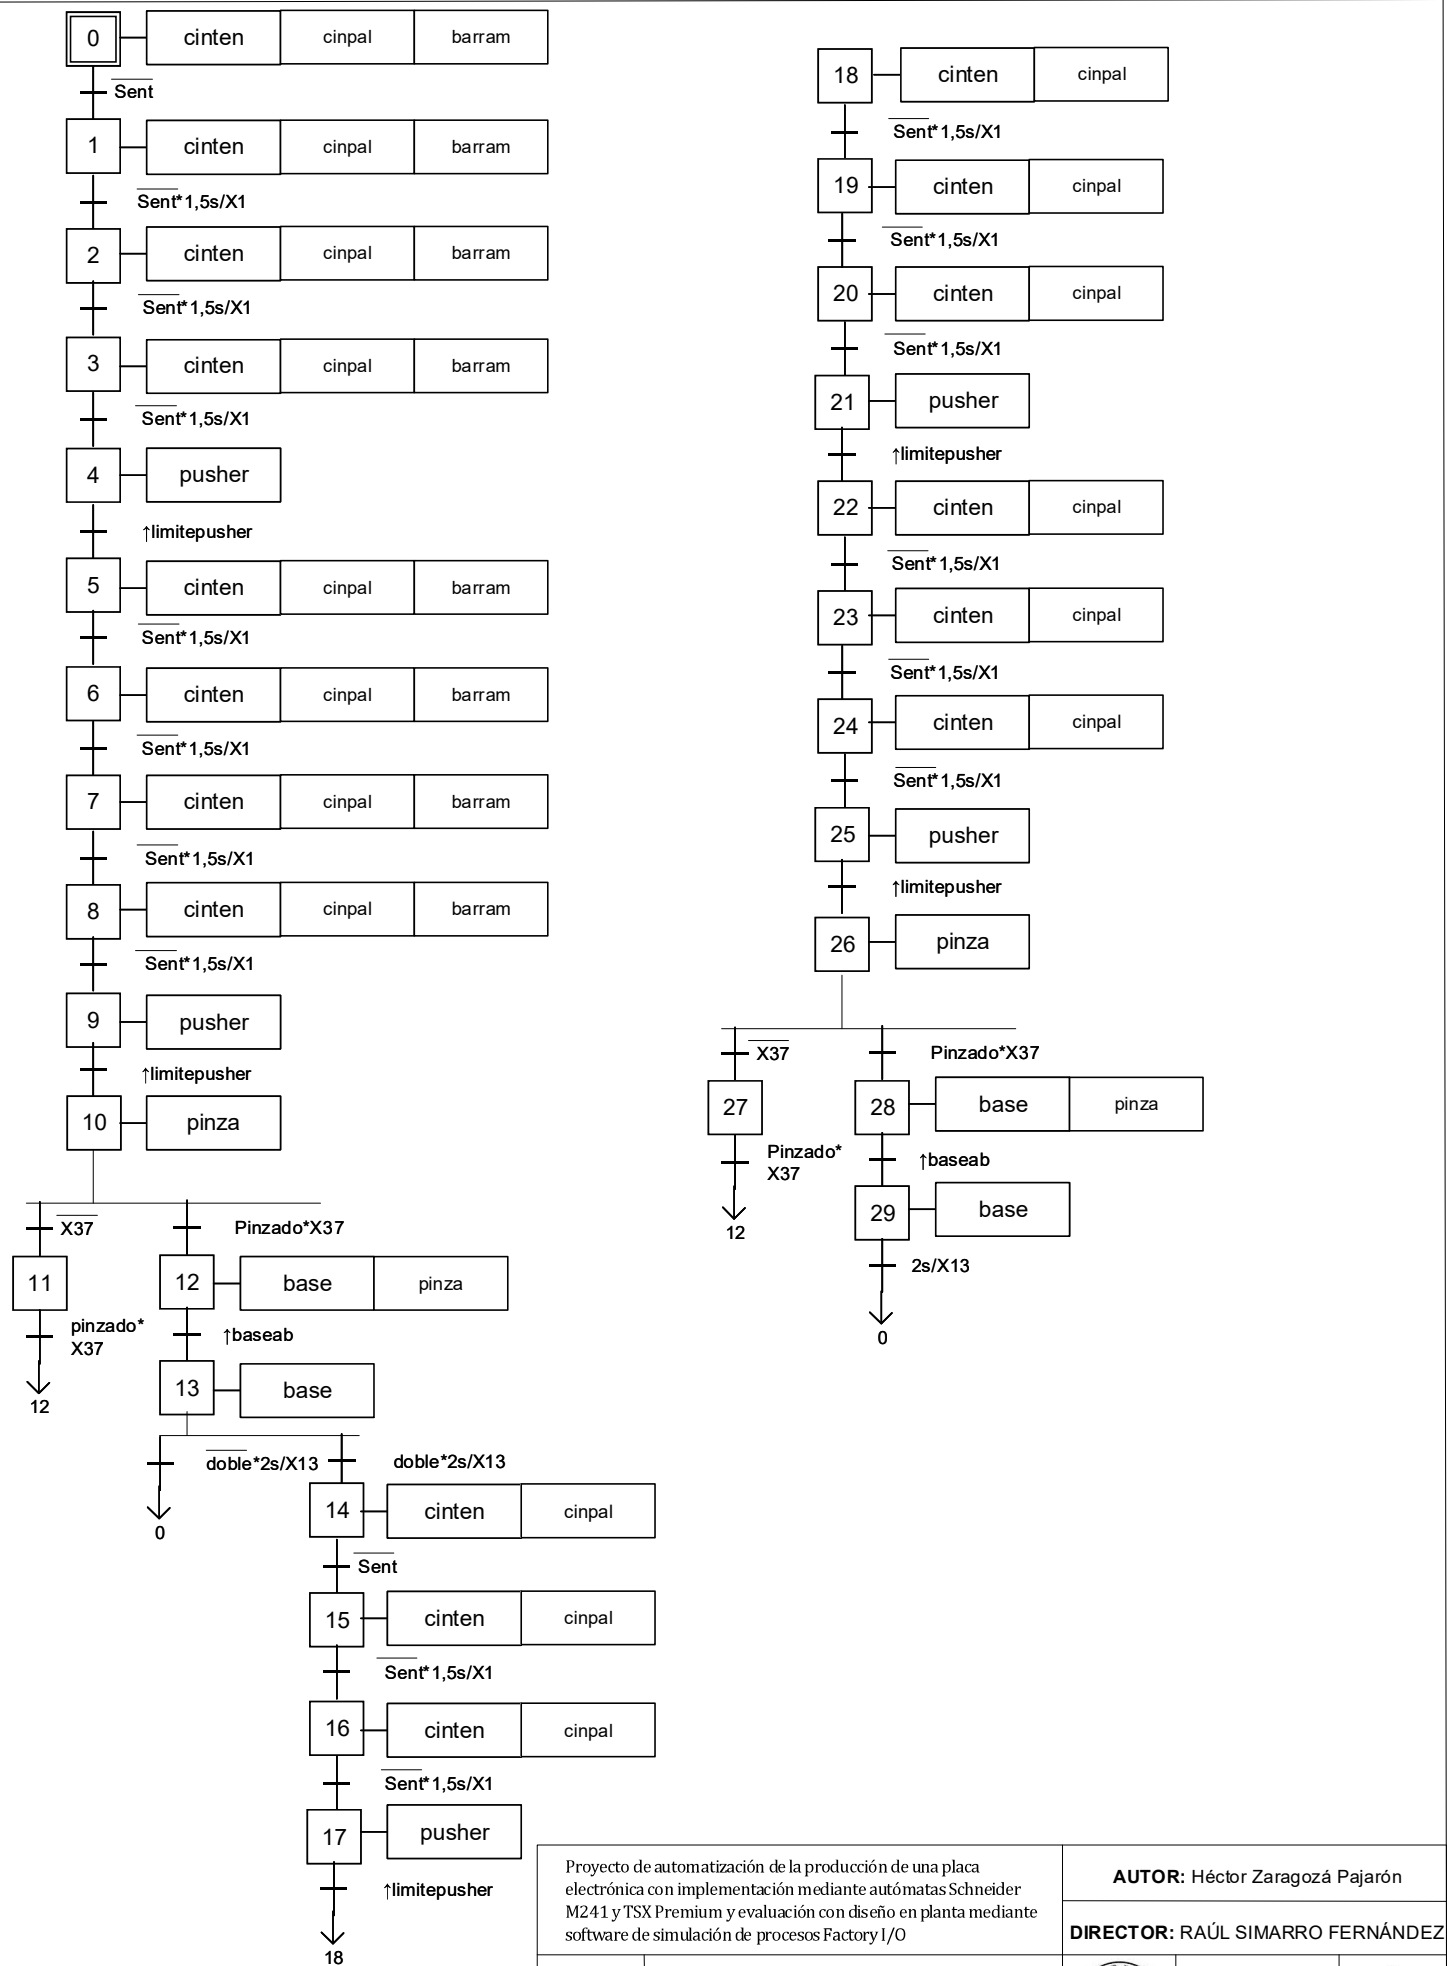 0 cinten cinpal barram
Sent
1 cinten cinpal barram
Sent*1,5s/X1
2 cinten cinpal barram
Sent*1,5s/X1
3 cinten cinpal barram
Sent*1,5s/X1
4 pusher
↑limitepusher
5 cinten cinpal barram
Sent*1,5s/X1
6 cinten cinpal barram
Sent*1,5s/X1
7 cinten cinpal barram
Sent*1,5s/X1
8 cinten cinpal barram
Sent*1,5s/X1
9 pusher
↑limitepusher
10 pinza
X37 Pinzado*X37
11 12 base pinza
pinzado*
X37
↑baseab
12
13 base
doble*2s/X13 doble*2s/X13
0
14 cinten cinpal
Sent
15 cinten cinpal
Sent*1,5s/X1
16 cinten cinpal
Sent*1,5s/X1
17 pusher
↑limitepusher
18
18 cinten cinpal
Sent*1,5s/X1
19 cinten cinpal
Sent*1,5s/X1
20 cinten cinpal
Sent*1,5s/X1
21 pusher
↑limitepusher
22 cinten cinpal
Sent*1,5s/X1
23 cinten cinpal
Sent*1,5s/X1
24 cinten cinpal
Sent*1,5s/X1
25 pusher
↑limitepusher
26 pinza
X37 Pinzado*X37
27 28 base pinza
Pinzado*
X37
↑baseab
12
29 base
2s/X13
0
Proyecto de automatización de la producción de una placa
electrónica con implementación mediante autómatas Schneider
M241 y TSX Premium y evaluación con diseño en planta mediante
software de simulación de procesos Factory I/O
AUTOR: Héctor Zaragozá Pajarón
DIRECTOR: RAÚL SIMARRO FERNÁNDEZ